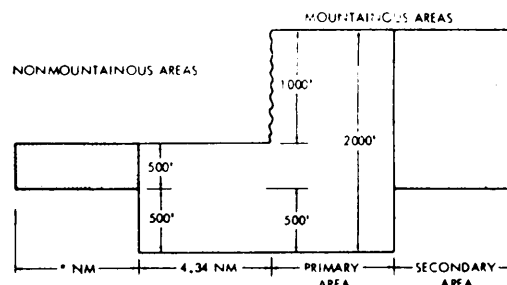 MOUNTAINOUS AREAS
NONMOUNTAINOUS AREAS
1000'
2000'
500'
500'
500'
* NM
4.34 NM
PRIMARY AREA
SECONDARY AREA